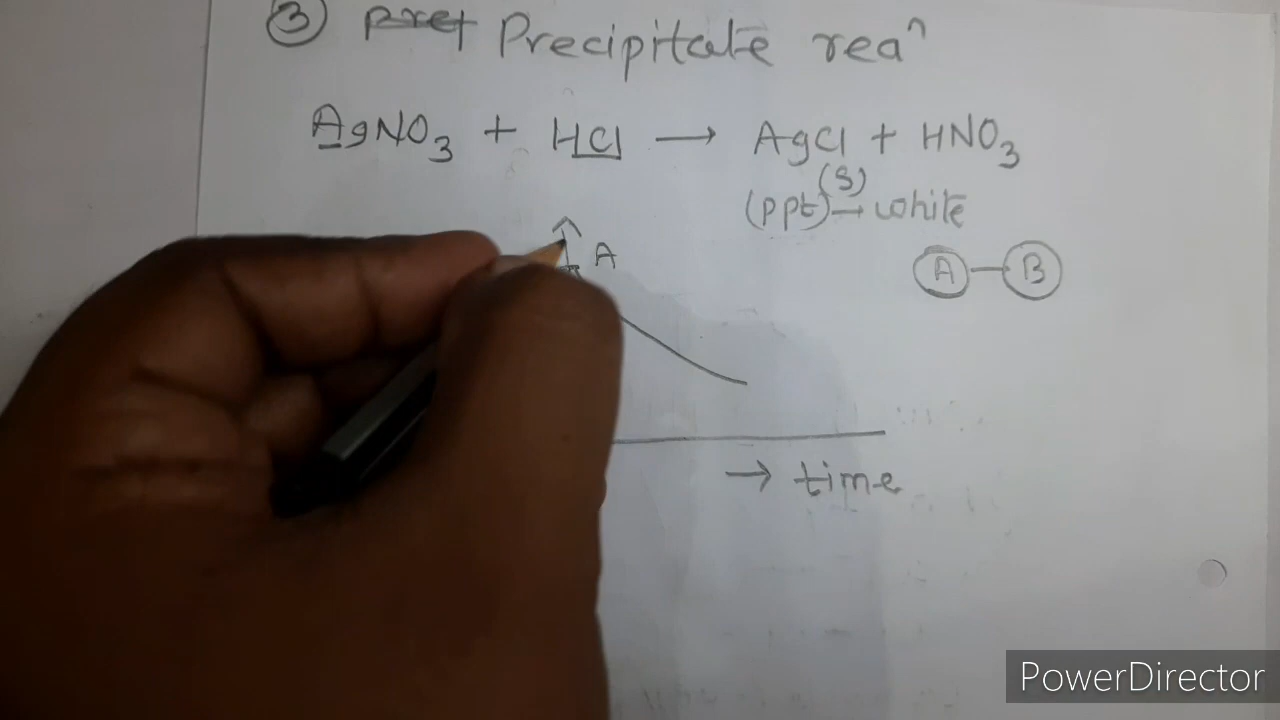 ③ pret Precipitate reaⁿ
AgNO₃ + HCl → AgCl + HNO₃
(s)
(ppt) → white
A
A — B
→ time
PowerDirector